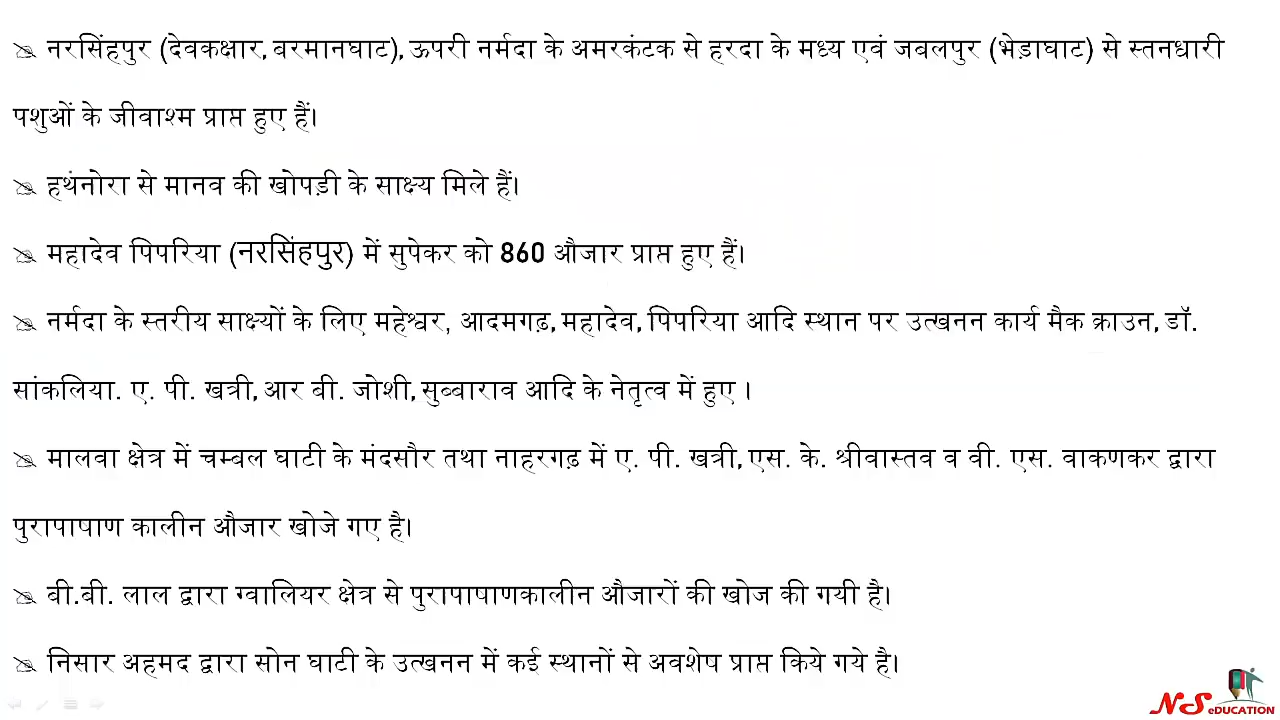 नरसिंहपुर (देवकक्षार, बरमानघाट), ऊपरी नर्मदा के अमरकंटक से हरदा के मध्य एवं जबलपुर (भेड़ाघाट) से स्तनधारी
पशुओं के जीवाश्म प्राप्त हुए हैं।
हथंनोरा से मानव की खोपड़ी के साक्ष्य मिले हैं।
महादेव पिपरिया (नरसिंहपुर) में सुपेकर को 860 औजार प्राप्त हुए हैं।
नर्मदा के स्तरीय साक्ष्यों के लिए महेश्वर, आदमगढ़, महादेव, पिपरिया आदि स्थान पर उत्खनन कार्य मैक क्राउन, डॉ.
सांकलिया. ए. पी. खत्री, आर बी. जोशी, सुब्बाराव आदि के नेतृत्व में हुए ।
मालवा क्षेत्र में चम्बल घाटी के मंदसौर तथा नाहरगढ़ में ए. पी. खत्री, एस. के. श्रीवास्तव व वी. एस. वाकणकर द्वारा
पुरापाषाण कालीन औजार खोजे गए है।
बी.बी. लाल द्वारा ग्वालियर क्षेत्र से पुरापाषाणकालीन औजारों की खोज की गयी है।
निसार अहमद द्वारा सोन घाटी के उत्खनन में कई स्थानों से अवशेष प्राप्त किये गये है।
NS eDUCATION